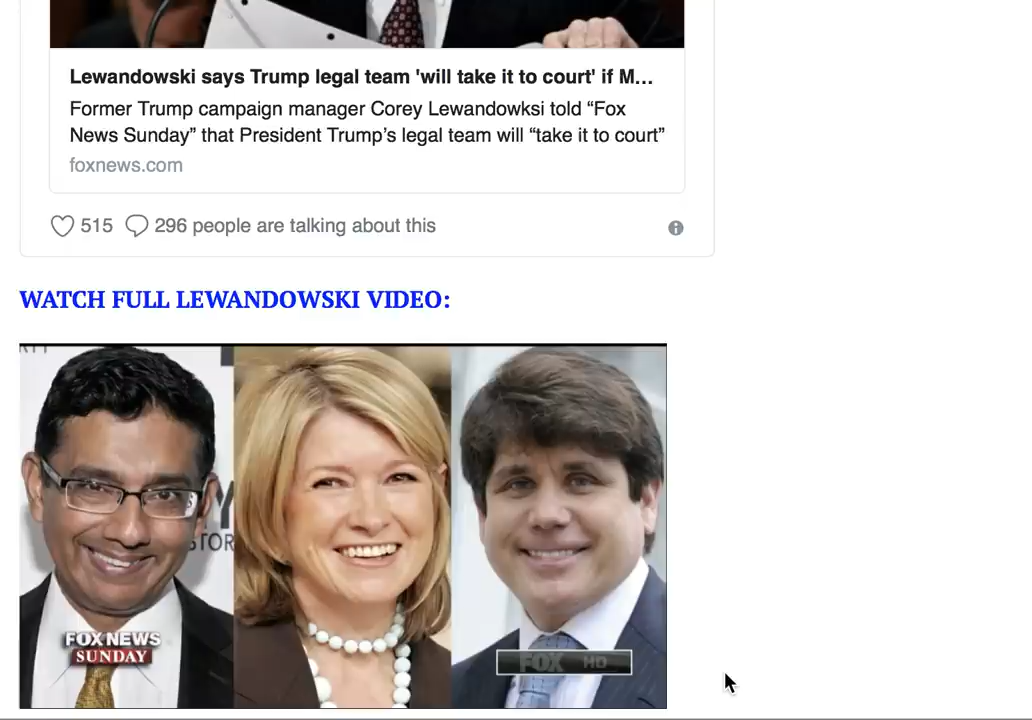 Lewandowski says Trump legal team 'will take it to court' if M...
Former Trump campaign manager Corey Lewandowksi told “Fox
News Sunday” that President Trump’s legal team will “take it to court”
foxnews.com
515 296 people are talking about this
WATCH FULL LEWANDOWSKI VIDEO:
STOR
FOX NEWS
SUNDAY
FOX HD